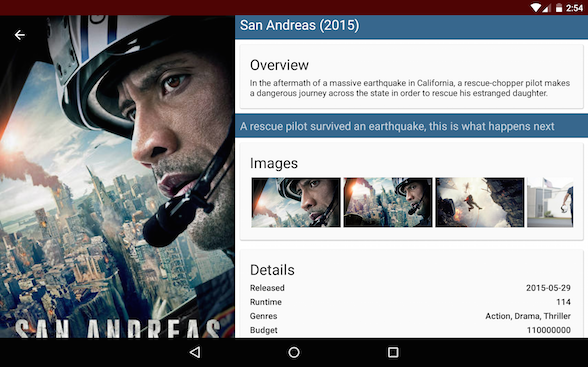 2:54
San Andreas (2015)
Overview
In the aftermath of a massive earthquake in California, a rescue-chopper pilot makes
a dangerous journey across the state in order to rescue his estranged daughter.
A rescue pilot survived an earthquake, this is what happens next
Images
Details
Released 2015-05-29
Runtime 114
Genres Action, Drama, Thriller
Budget 110000000
SAN ANDREAS